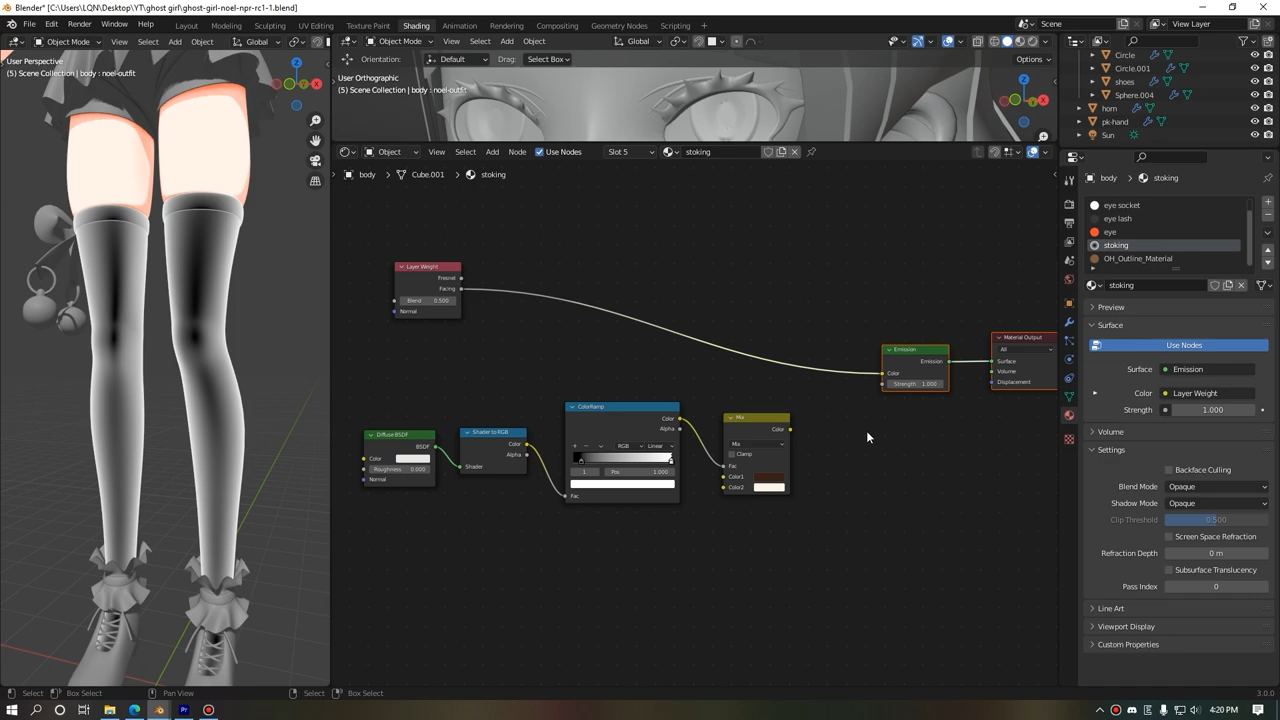 Blender* [C:\Users\LQN\Desktop\YT\ghost girl\ghost-girl-noel-npr-rc1-1.blend]
File Edit Render Window Help Layout Modeling Sculpting UV Editing Texture Paint Shading Animation Rendering Compositing Geometry Nodes Scripting + Scene View Layer
Object Mode View Select Add Object Global
Object Mode View Select Add Object Global
Orientation: Default Drag: Select Box Options
User Perspective
(5) Scene Collection | body : noel-outfit
User Orthographic
(5) Scene Collection | body : noel-outfit
Z
Y
X
Z
X
Circle
Circle.001
shoes
Sphere.004
horn
pk-hand
Sun
Object View Select Add Node Use Nodes Slot 5 stoking
body > Cube.001 > stoking
Layer Weight
Fresnel
Facing
Blend 0.500
Normal
Diffuse BSDF
BSDF
Color
Roughness 0.000
Normal
Shader to RGB
Color
Alpha
Shader
ColorRamp
Color
Alpha
RGB Linear
1 Pos 1.000
Fac
Mix
Color
Mix
Clamp
Fac
Color1
Color2
Emission
Emission
Color
Strength 1.000
Material Output
All
Surface
Volume
Displacement
body > stoking
eye socket
eye lash
eye
stoking
OH_Outline_Material
stoking
Preview
Surface
Use Nodes
Surface Emission
Color Layer Weight
Strength 1.000
Volume
Settings
Backface Culling
Blend Mode Opaque
Shadow Mode Opaque
Clip Threshold 0.500
Screen Space Refraction
Refraction Depth 0 m
Subsurface Translucency
Pass Index 0
Line Art
Viewport Display
Custom Properties
Select Box Select Pan View Select Box Select 3.0.0
4:20 PM